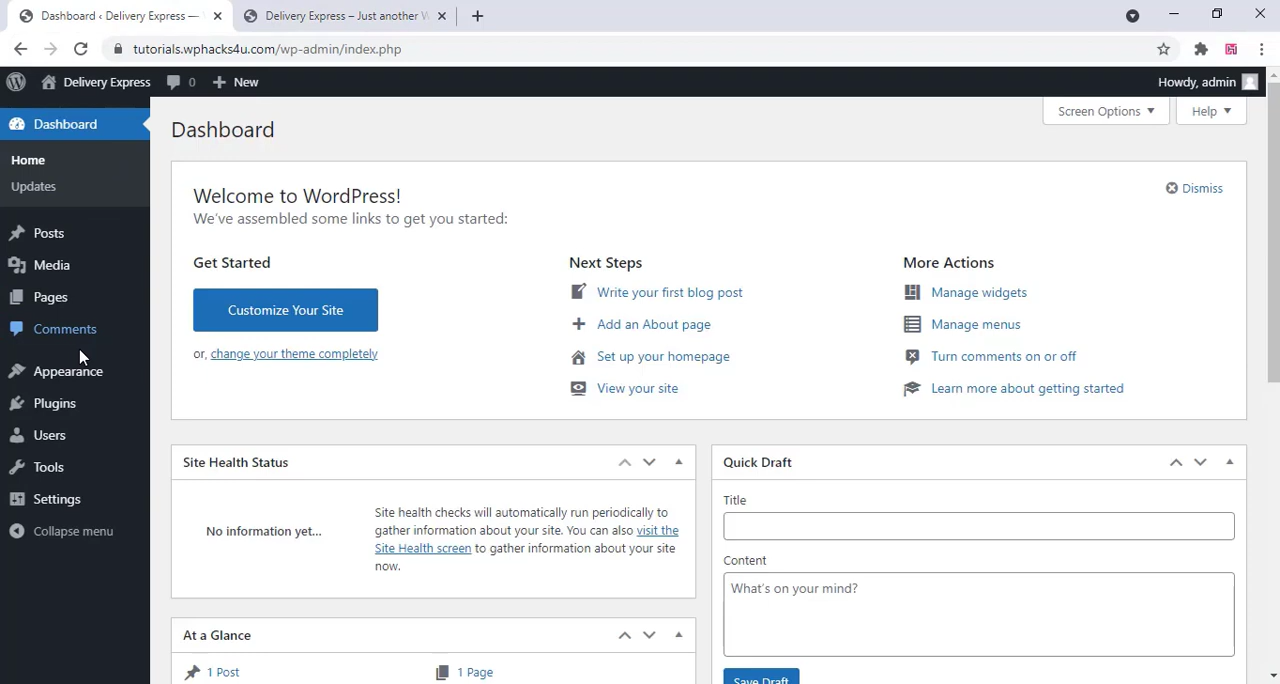 Dashboard ‹ Delivery Express —
Delivery Express – Just another W
tutorials.wphacks4u.com/wp-admin/index.php
Delivery Express
0
New
Howdy, admin
Dashboard
Home
Updates
Posts
Media
Pages
Comments
Appearance
Plugins
Users
Tools
Settings
Collapse menu
Screen Options
Help
Dashboard
Welcome to WordPress!
We've assembled some links to get you started:
Dismiss
Get Started
Customize Your Site
or, change your theme completely
Next Steps
Write your first blog post
Add an About page
Set up your homepage
View your site
More Actions
Manage widgets
Manage menus
Turn comments on or off
Learn more about getting started
Site Health Status
No information yet...
Site health checks will automatically run periodically to
gather information about your site. You can also visit the
Site Health screen to gather information about your site
now.
At a Glance
1 Post
1 Page
Quick Draft
Title
Content
What's on your mind?
Save Draft